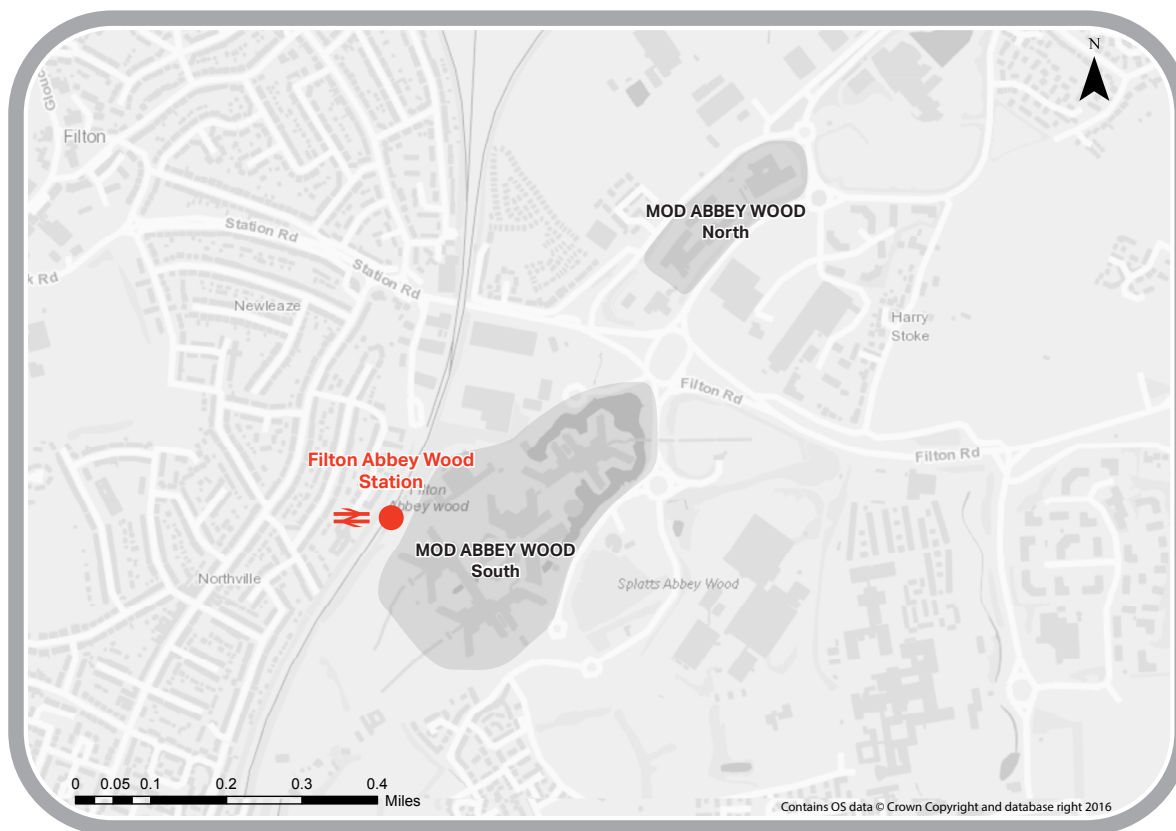 N
Glouc
Filton
MOD ABBEY WOOD
North
Station Rd
Station Rd
k Rd
Newleaze
Harry
Stoke
Filton Rd
Filton Rd
Filton Abbey Wood
Station
Filton
Abbey wood
MOD ABBEY WOOD
South
Northville
Splatts Abbey Wood
0 0.05 0.1 0.2 0.3 0.4
Miles
Contains OS data © Crown Copyright and database right 2016